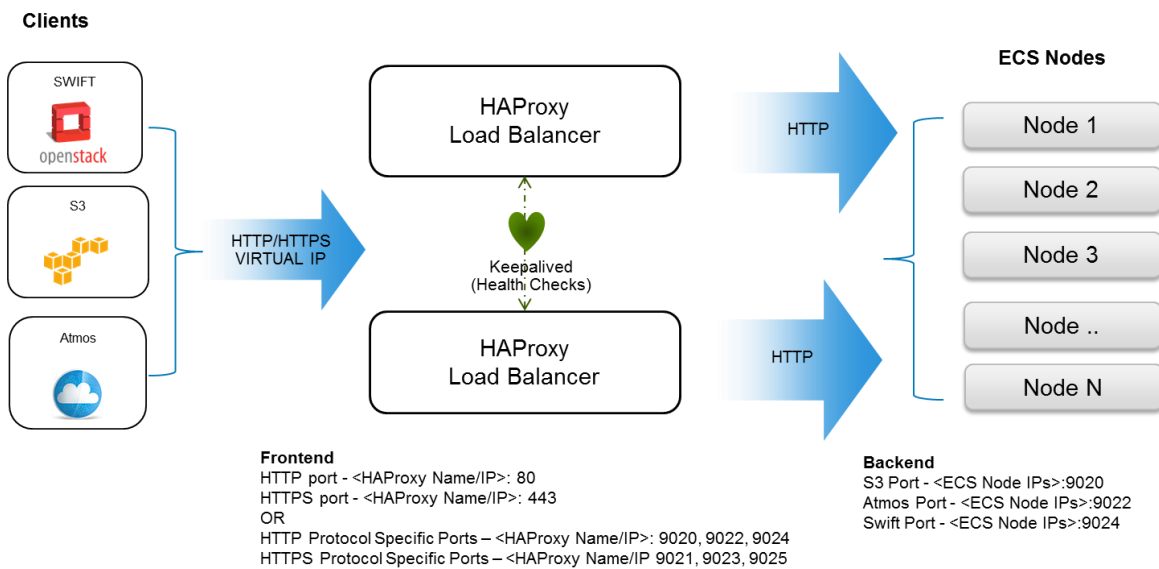 Clients
SWIFT
openstack
S3
Atmos
HTTP/HTTPS
VIRTUAL IP
HAProxy
Load Balancer
Keepalived
(Health Checks)
HAProxy
Load Balancer
HTTP
HTTP
ECS Nodes
Node 1
Node 2
Node 3
Node ..
Node N
Frontend
HTTP port - <HAProxy Name/IP>: 80
HTTPS port - <HAProxy Name/IP>: 443
OR
HTTP Protocol Specific Ports – <HAProxy Name/IP>: 9020, 9022, 9024
HTTPS Protocol Specific Ports – <HAProxy Name/IP 9021, 9023, 9025
Backend
S3 Port - <ECS Node IPs>:9020
Atmos Port - <ECS Node IPs>:9022
Swift Port - <ECS Node IPs>:9024